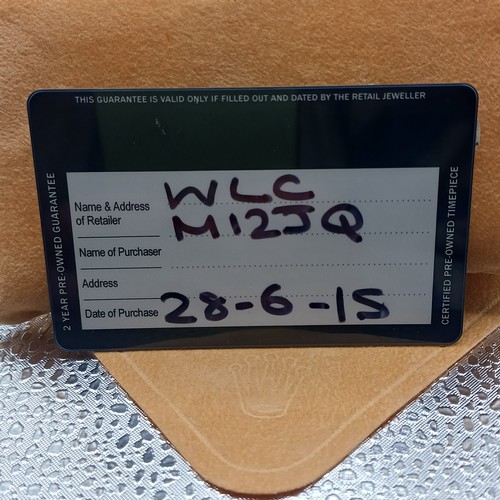 THIS GUARANTEE IS VALID ONLY IF FILLED OUT AND DATED BY THE RETAIL JEWELLER
2 YEAR PRE-OWNED GUARANTEE
Name & Address of Retailer
WLC
M12JQ
Name of Purchaser
Address
Date of Purchase 28-6-15
CERTIFIED PRE-OWNED TIMEPIECE